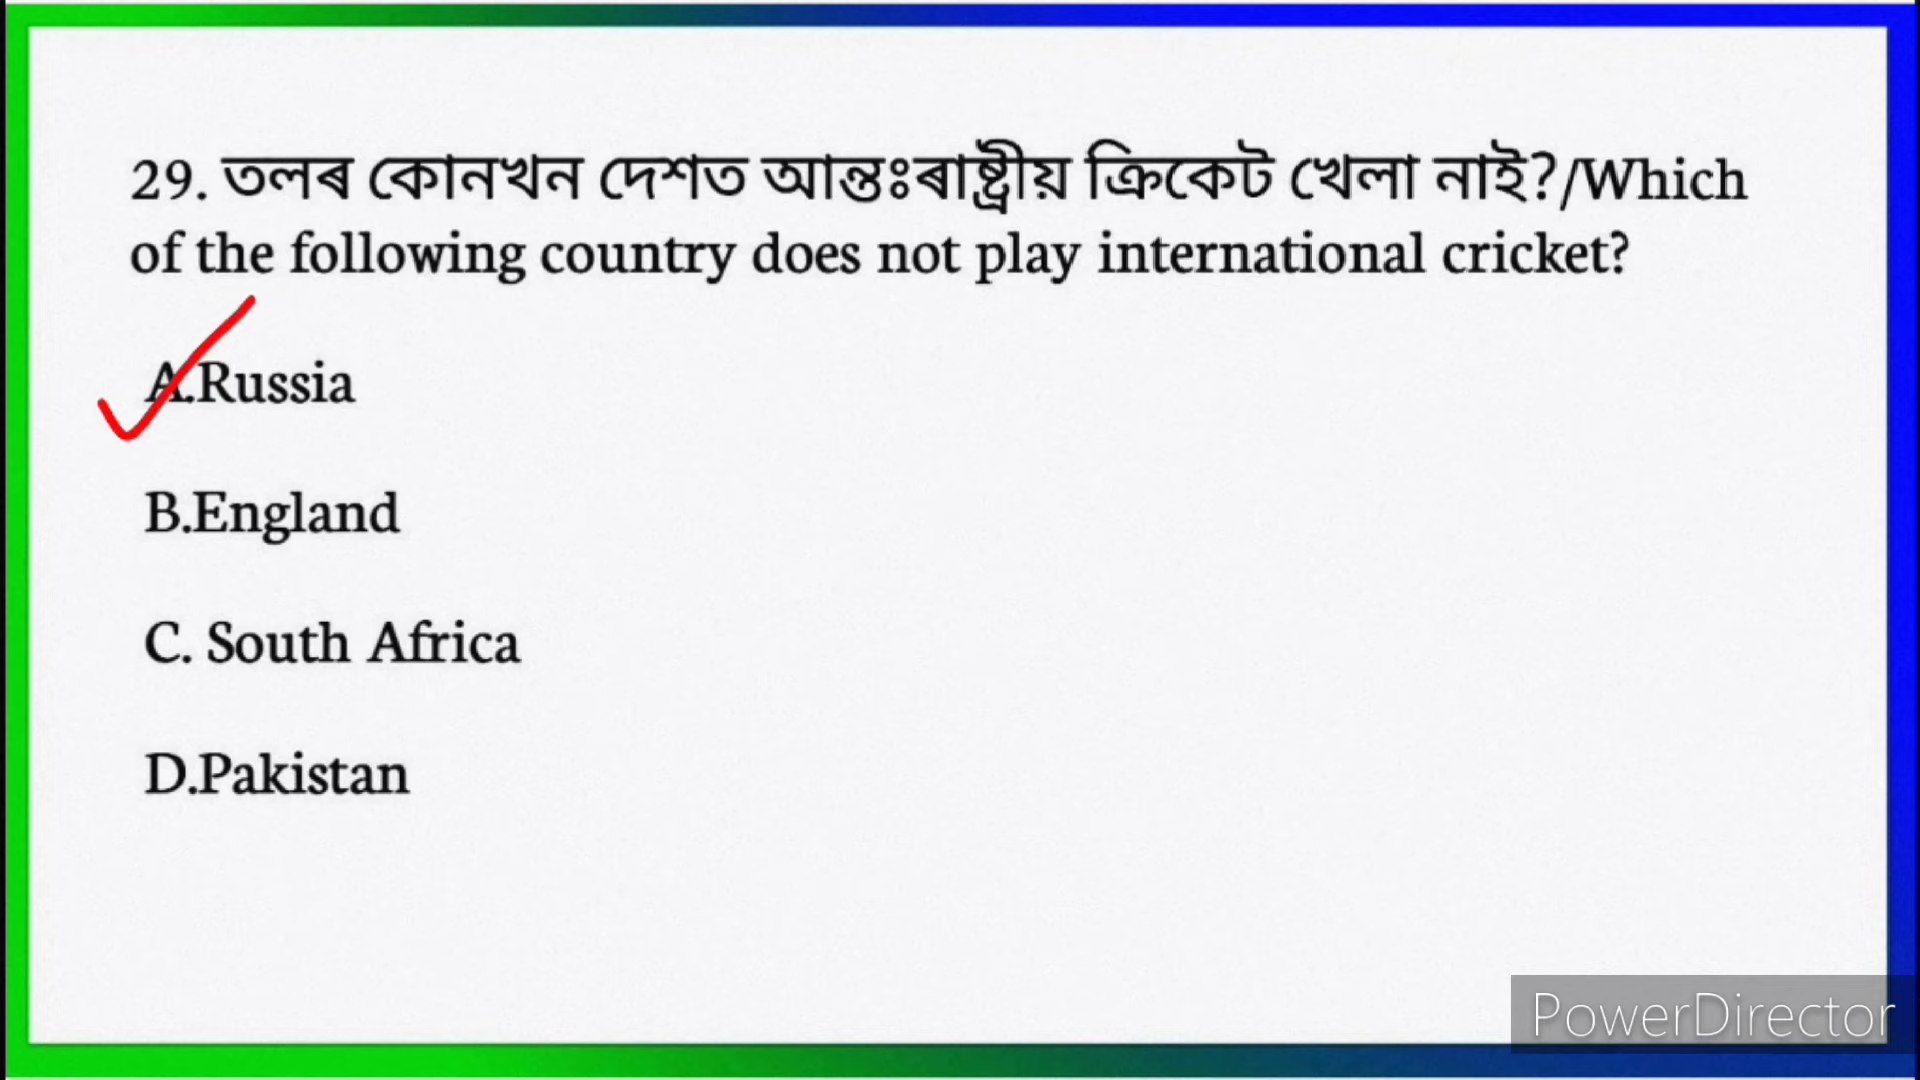 29. তলৰ কোনখন দেশত আন্তঃৰাষ্ট্ৰীয় ক্ৰিকেট খেলা নাই?/Which
of the following country does not play international cricket?
A.Russia
B.England
C. South Africa
D.Pakistan
PowerDirector